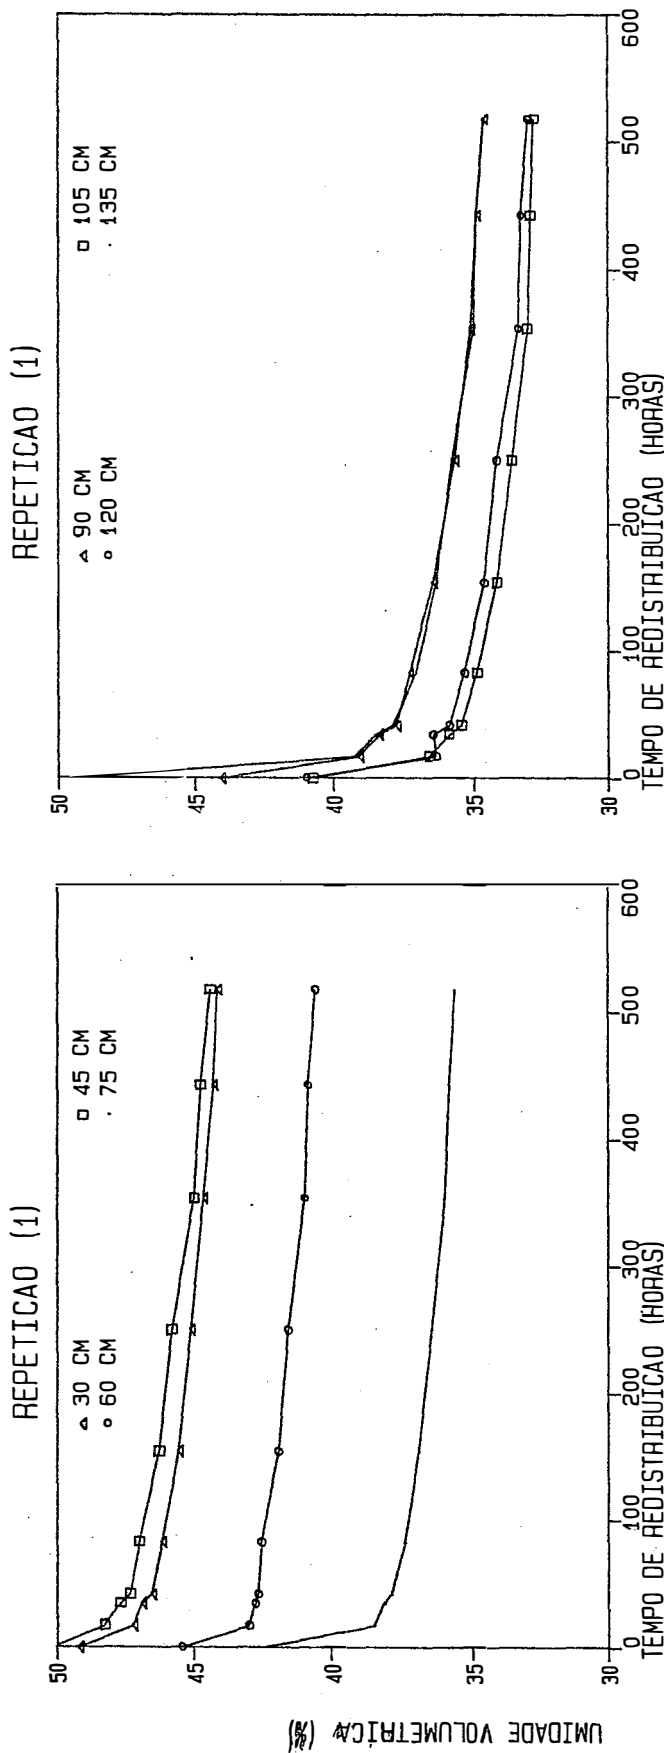 REPETICAO (1)
△ 30 CM
□ 45 CM
○ 60 CM
· 75 CM
50
45
40
35
30
0
100
200
300
400
500
600
TEMPO DE REDISTRIBUICAO (HORAS)
UMIDADE VOLUMETRICA (%)
REPETICAO (1)
△ 90 CM
□ 105 CM
○ 120 CM
· 135 CM
50
45
40
35
30
0
100
200
300
400
500
600
TEMPO DE REDISTRIBUICAO (HORAS)